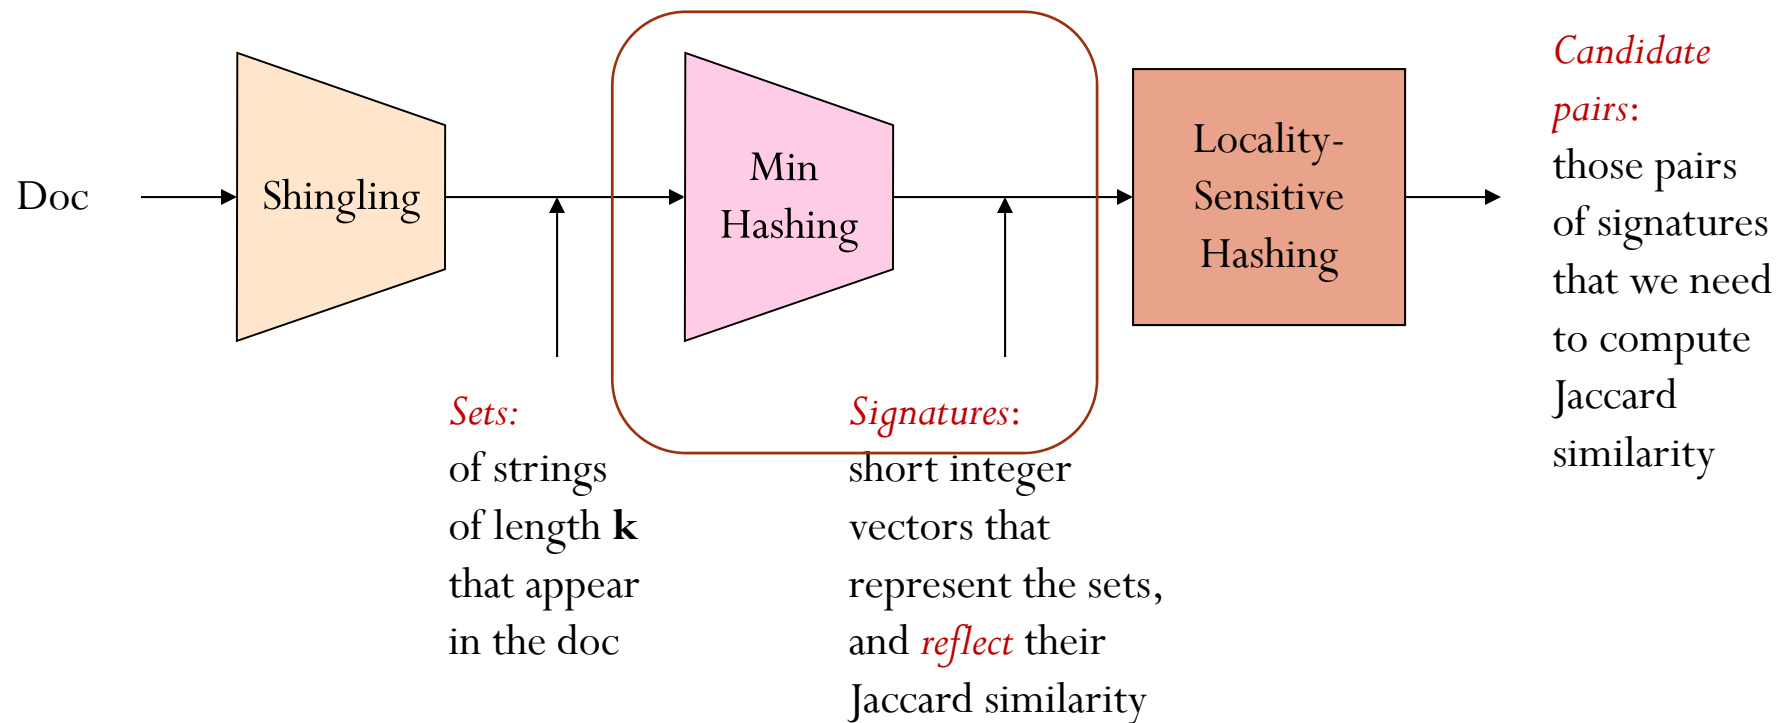 Doc
Shingling
Min
Hashing
Locality-
Sensitive
Hashing
Candidate
pairs:
those pairs
of signatures
that we need
to compute
Jaccard
similarity
Sets:
of strings
of length k
that appear
in the doc
Signatures:
short integer
vectors that
represent the sets,
and reflect their
Jaccard similarity